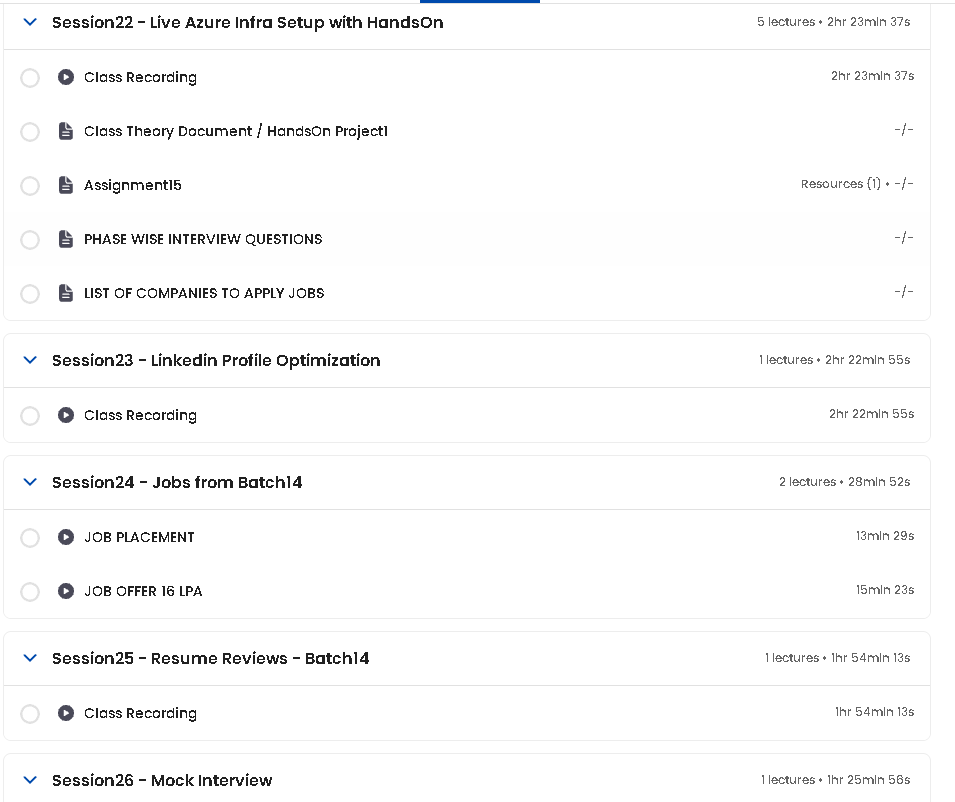 Session22 - Live Azure Infra Setup with HandsOn 5 lectures • 2hr 23min 37s
Class Recording 2hr 23min 37s
Class Theory Document / HandsOn Project1 -/-
Assignment15 Resources (1) • -/-
PHASE WISE INTERVIEW QUESTIONS -/-
LIST OF COMPANIES TO APPLY JOBS -/-
Session23 - Linkedin Profile Optimization 1 lectures • 2hr 22min 55s
Class Recording 2hr 22min 55s
Session24 - Jobs from Batch14 2 lectures • 28min 52s
JOB PLACEMENT 13min 29s
JOB OFFER 16 LPA 15min 23s
Session25 - Resume Reviews - Batch14 1 lectures • 1hr 54min 13s
Class Recording 1hr 54min 13s
Session26 - Mock Interview 1 lectures • 1hr 25min 56s